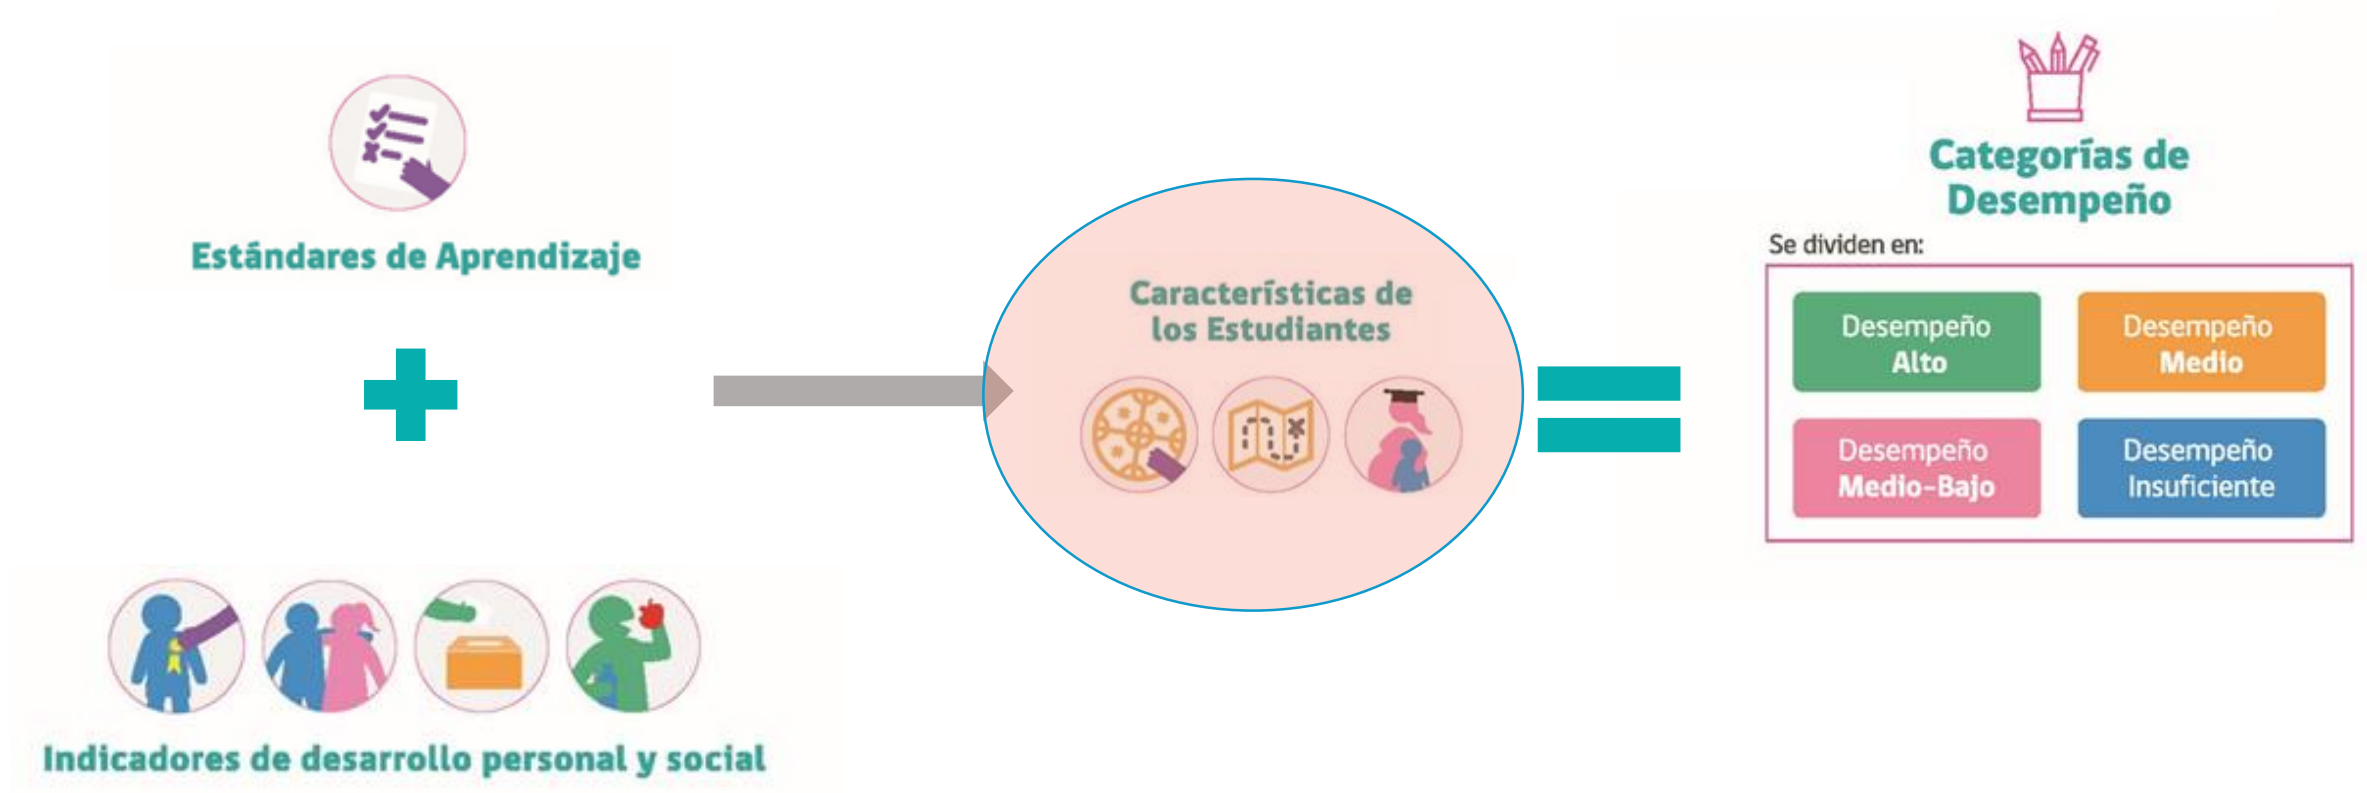 Estándares de Aprendizaje
Indicadores de desarrollo personal y social
Características de
los Estudiantes
Categorías de
Desempeño
Se dividen en:
Desempeño
Alto
Desempeño
Medio
Desempeño
Medio-Bajo
Desempeño
Insuficiente